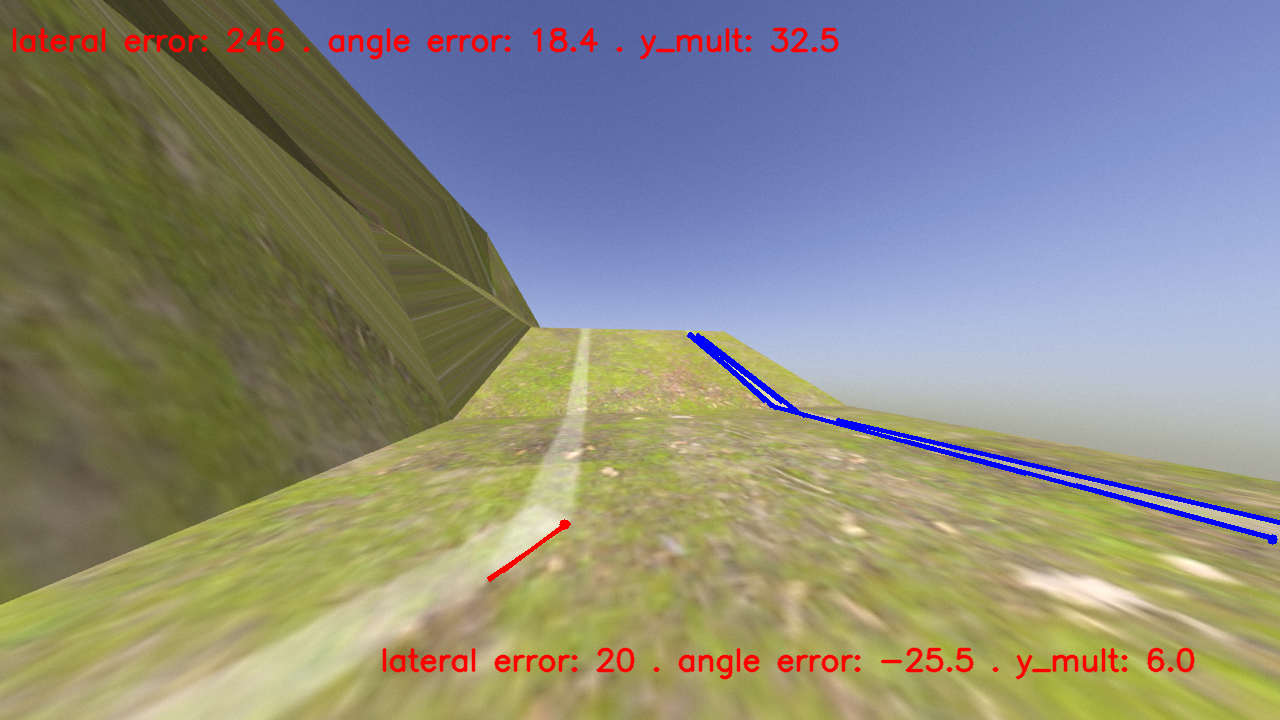 lateral error: 246 . angle error: 18.4 . y_mult: 32.5
lateral error: 20 . angle error: -25.5 . y_mult: 6.0